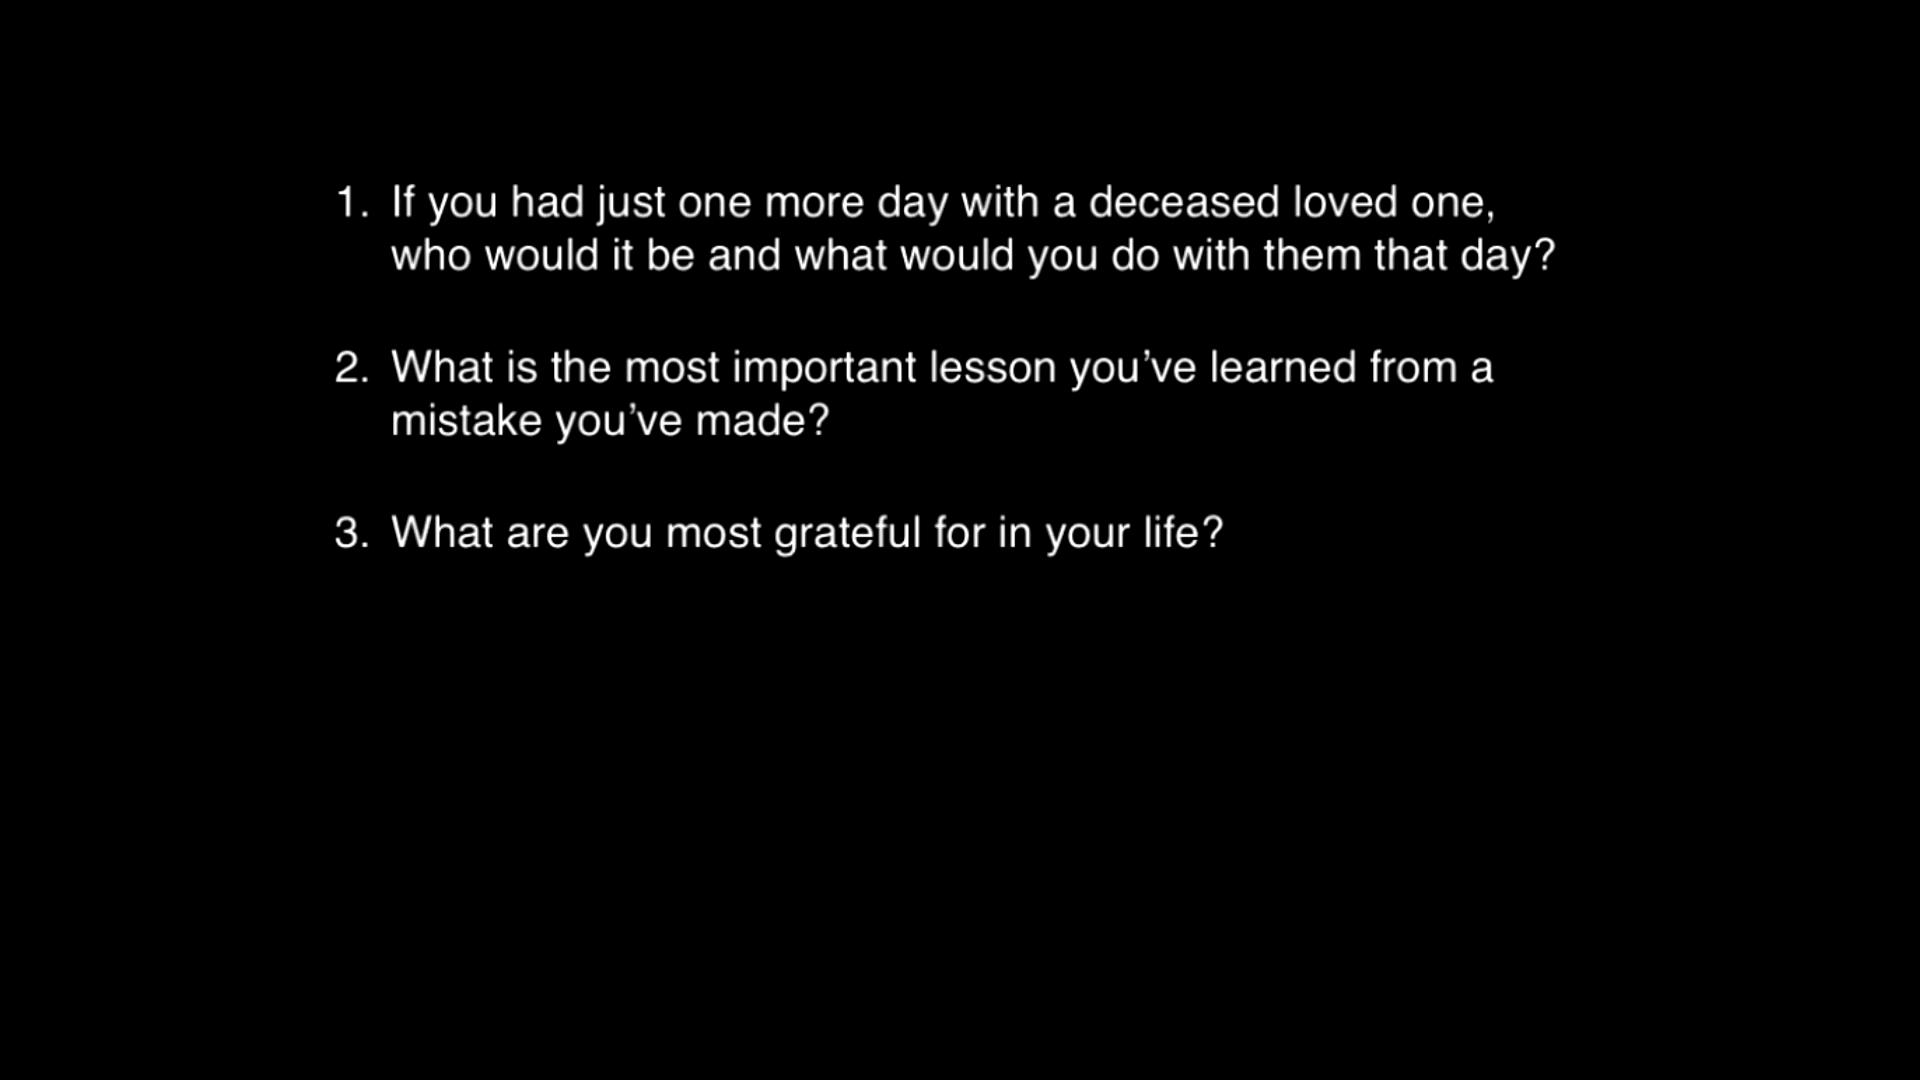 1. If you had just one more day with a deceased loved one,
who would it be and what would you do with them that day?
2. What is the most important lesson you’ve learned from a
mistake you’ve made?
3. What are you most grateful for in your life?